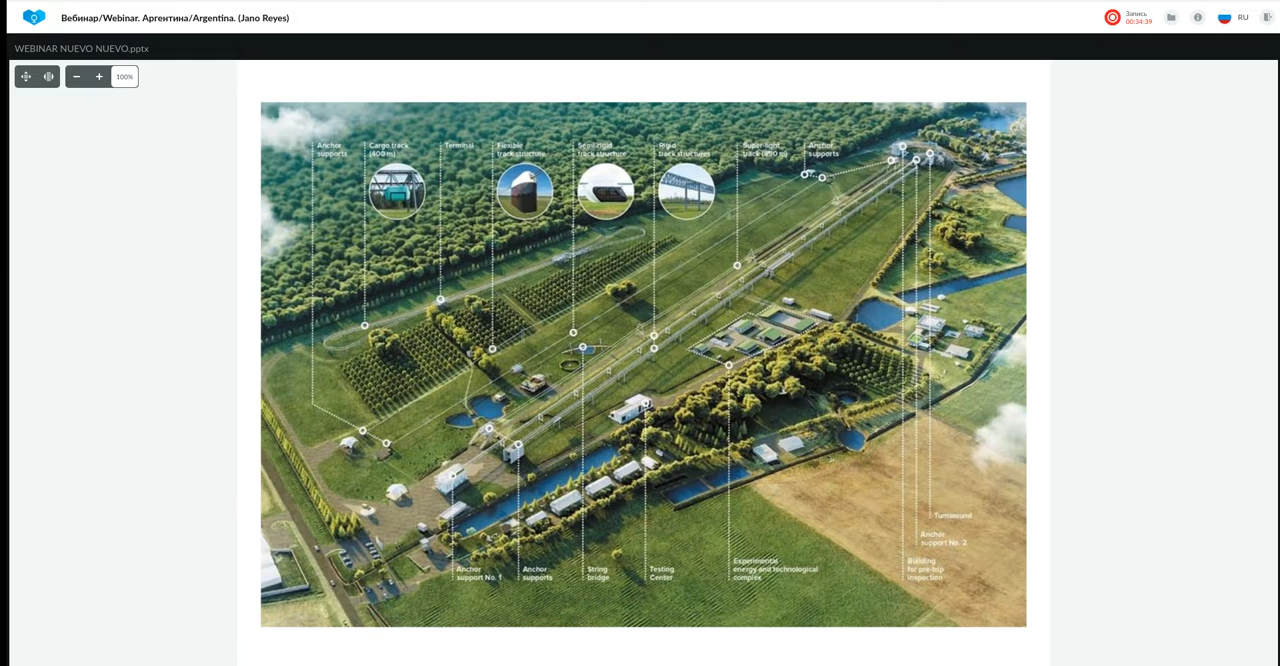 Вебинар/Webinar. Аргентина/Argentina. (Jano Reyes)
Запись
00:34:39
RU
WEBINAR NUEVO NUEVO.pptx
100%
Anchor
supports
Cargo track
(400 m)
Terminal
Flexible
track structure
Semi-rigid
track structure
Rigid
track structures
Super-light
track (850 m)
Anchor
supports
Turnaround
Anchor
support No. 2
Building
for pre-trip
inspection
Anchor
support No. 1
Anchor
supports
String
bridge
Testing
Center
Experimental
energy and technological
complex